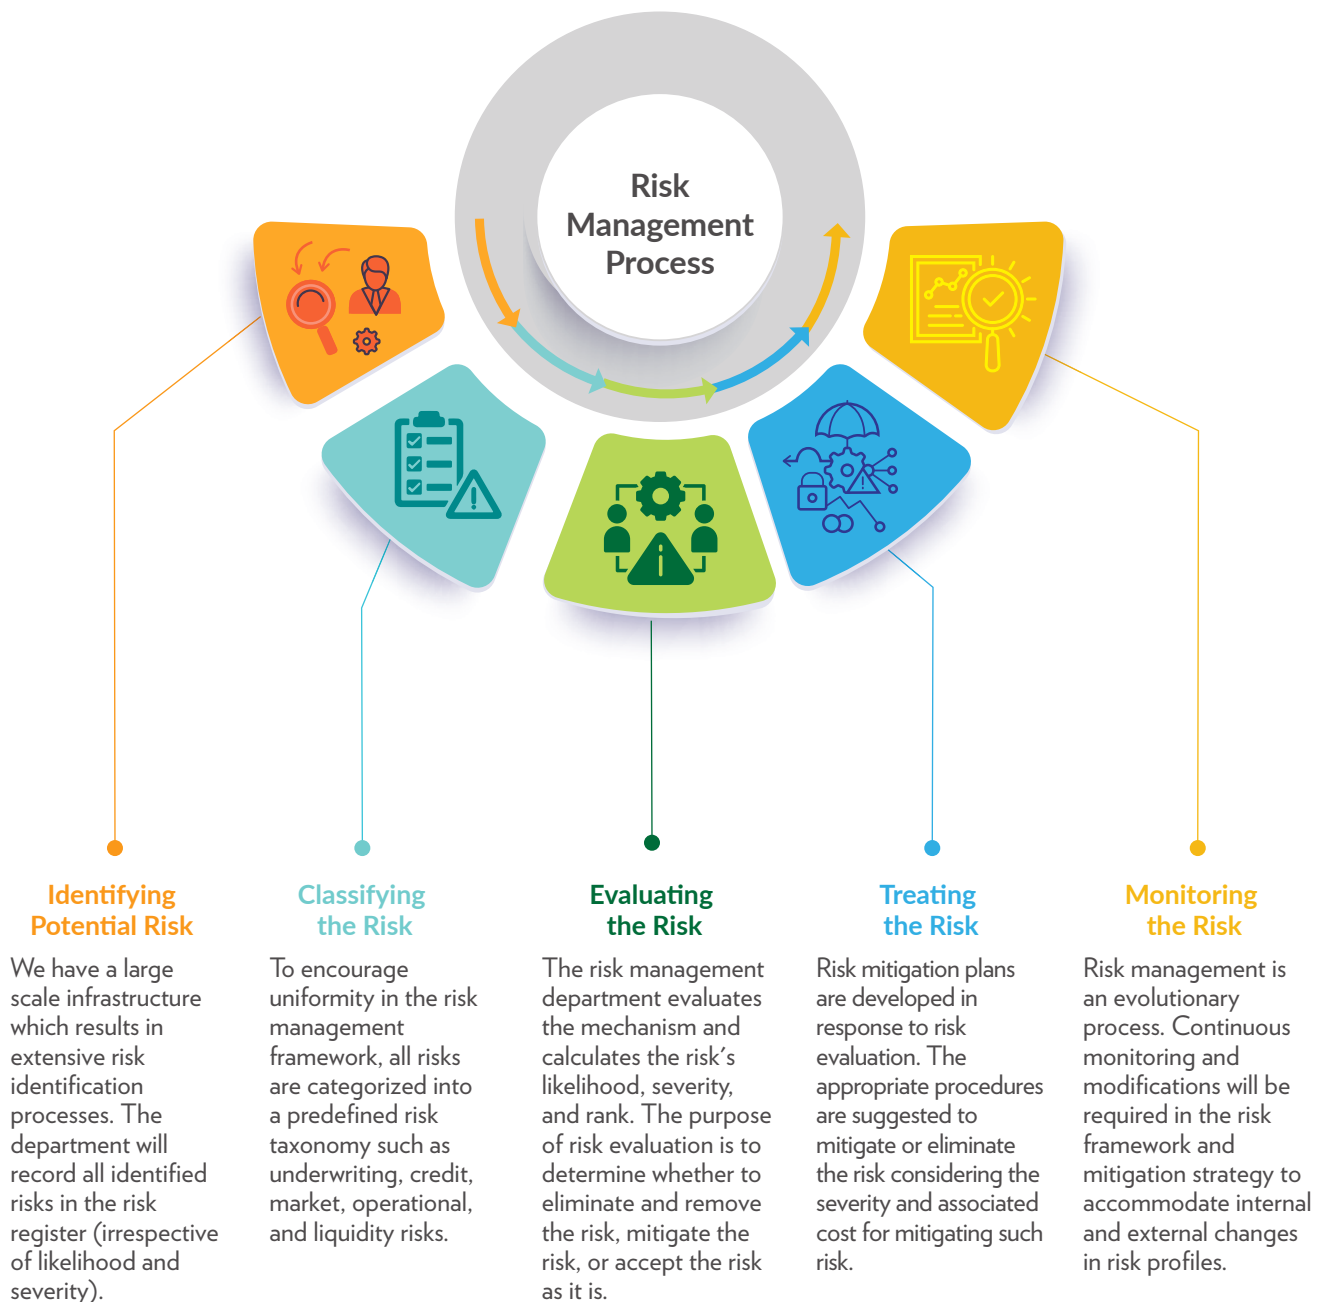 Risk
Management
Process
Identifying
Potential Risk
We have a large
scale infrastructure
which results in
extensive risk
identification
processes. The
department will
record all identified
risks in the risk
register (irrespective
of likelihood and
severity).
Classifying
the Risk
To encourage
uniformity in the risk
management
framework, all risks
are categorized into
a predefined risk
taxonomy such as
underwriting, credit,
market, operational,
and liquidity risks.
Evaluating
the Risk
The risk management
department evaluates
the mechanism and
calculates the risk's
likelihood, severity,
and rank. The purpose
of risk evaluation is to
determine whether to
eliminate and remove
the risk, mitigate the
risk, or accept the risk
as it is.
Treating
the Risk
Risk mitigation plans
are developed in
response to risk
evaluation. The
appropriate procedures
are suggested to
mitigate or eliminate
the risk considering the
severity and associated
cost for mitigating such
risk.
Monitoring
the Risk
Risk management is
an evolutionary
process. Continuous
monitoring and
modifications will be
required in the risk
framework and
mitigation strategy to
accommodate internal
and external changes
in risk profiles.